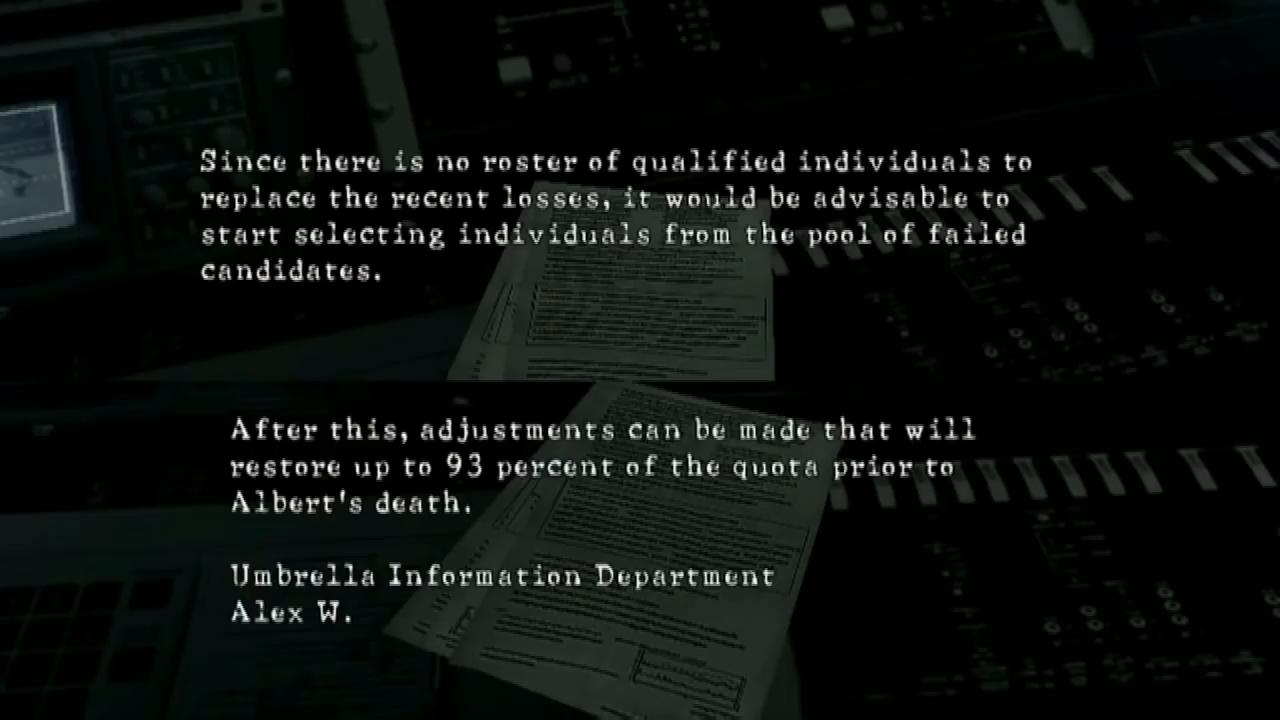 Since there is no roster of qualified individuals to
replace the recent losses, it would be advisable to
start selecting individuals from the pool of failed
candidates.
After this, adjustments can be made that will
restore up to 93 percent of the quota prior to
Albert's death.
Umbrella Information Department
Alex W.